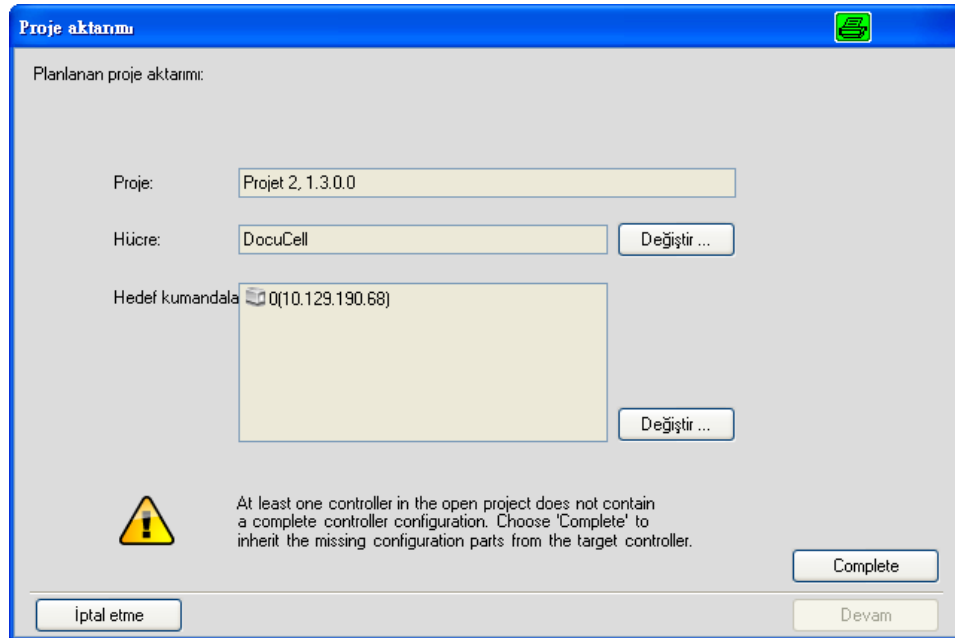 Proje aktarımı
Planlanan proje aktarımı:
Proje:
Projet 2, 1.3.0.0
Hücre:
DocuCell
Değiştir ...
Hedef kumandala
0(10.129.190.68)
Değiştir ...
At least one controller in the open project does not contain
a complete controller configuration. Choose 'Complete' to
inherit the missing configuration parts from the target controller.
Complete
İptal etme
Devam